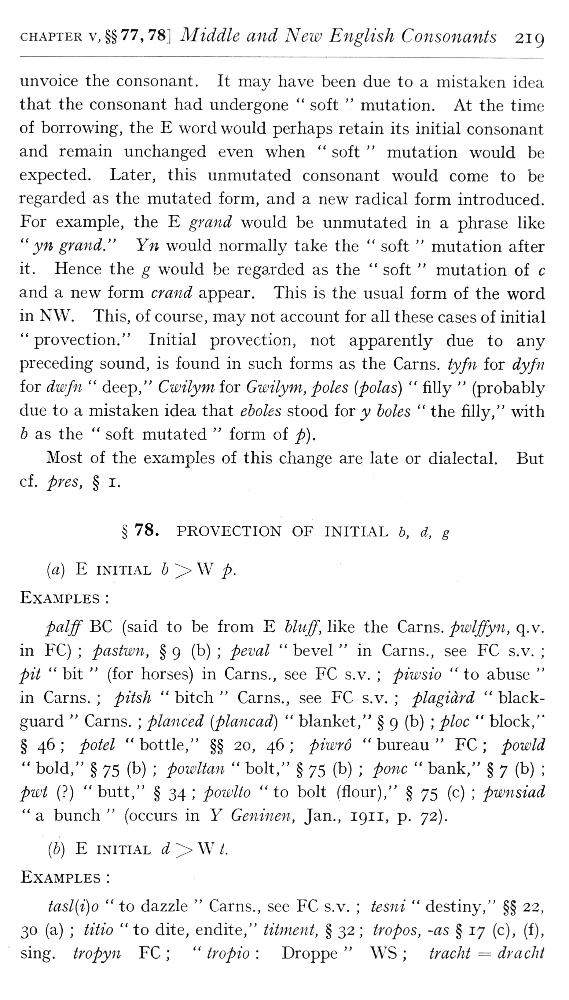 CHAPTER V, §§ 77, 78] Middle and New English Consonants 219
unvoice the consonant. It may have been due to a mistaken idea
that the consonant had undergone “ soft ” mutation. At the time
of borrowing, the E word would perhaps retain its initial consonant
and remain unchanged even when “ soft ” mutation would be
expected. Later, this unmutated consonant would come to be
regarded as the mutated form, and a new radical form introduced.
For example, the E grand would be unmutated in a phrase like
“ yn grand.” Yn would normally take the “ soft ” mutation after
it. Hence the g would be regarded as the “ soft ” mutation of c
and a new form crand appear. This is the usual form of the word
in NW. This, of course, may not account for all these cases of initial
“ provection.” Initial provection, not apparently due to any
preceding sound, is found in such forms as the Carns. tyfn for dyfn
for dwfn “ deep,” Cwilym for Gwilym, poles (polas) “ filly ” (probably
due to a mistaken idea that eboles stood for y boles “ the filly,” with
b as the “ soft mutated ” form of p).
Most of the examples of this change are late or dialectal. But
cf. pres, § 1.
§ 78. PROVECTION OF INITIAL b, d, g
(a) E INITIAL b > W p.
EXAMPLES :
palff BC (said to be from E bluff, like the Carns. pwlffyn, q.v.
in FC) ; pastwn, § 9 (b) ; peval “ bevel ” in Carns., see FC s.v. ;
pit “ bit ” (for horses) in Carns., see FC s.v. ; piwsio “ to abuse ”
in Carns. ; pitsh “ bitch ” Carns., see FC s.v. ; plagiàrd “ black-
guard ” Carns. ; planced (plancad) “ blanket,” § 9 (b) ; ploc “ block,”
§ 46 ; potel “ bottle,” §§ 20, 46 ; piwrô “ bureau ” FC ; powld
“ bold,” § 75 (b) ; powltan “ bolt,” § 75 (b) ; ponc “ bank,” § 7 (b) ;
pwt (?) “ butt,” § 34 ; powlto “ to bolt (flour),” § 75 (c) ; pwnsiad
“ a bunch ” (occurs in Y Geninen, Jan., 1911, p. 72).
(b) E INITIAL d > W t.
EXAMPLES :
tasl(i)o “ to dazzle ” Carns., see FC s.v. ; tesni “ destiny,” §§ 22,
30 (a) ; titio “ to dite, endite,” titment, § 32 ; tropos, -as § 17 (c), (f),
sing. tropyn FC ; “ tropio : Droppe ” WS ; tracht = dracht